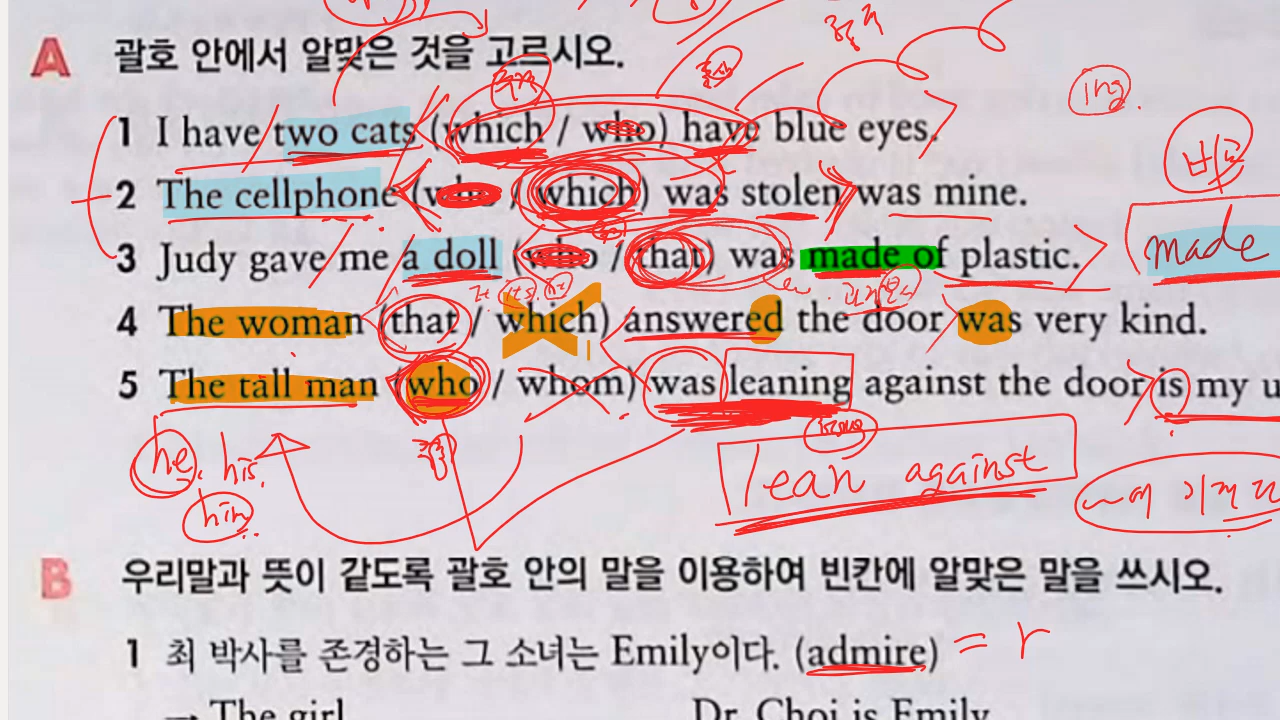 A 괄호 안에서 알맞은 것을 고르시오.
ing
1 I have two cats (which / who) have blue eyes.
2 The cellphone (who / which) was stolen was mine.
3 Judy gave me a doll (who / that) was made of plastic.
made
4 The woman (that / which) answered the door was very kind.
5 The tall man (who / whom) was leaning against the door is my u
he, his,
him
lean against
B 우리말과 뜻이 같도록 괄호 안의 말을 이용하여 빈칸에 알맞은 말을 쓰시오.
1 최 박사를 존경하는 그 소녀는 Emily이다. (admire) = r
→ The girl Dr. Choi is Emily